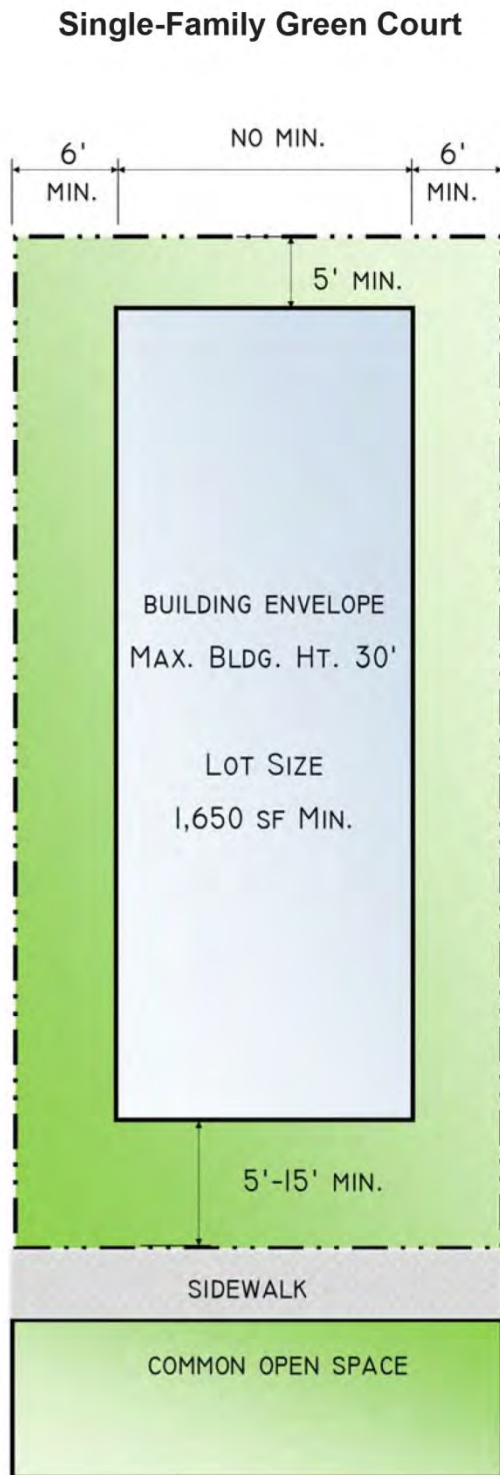 Single-Family Green Court
6' NO MIN. 6'
MIN. MIN.
5' MIN.
BUILDING ENVELOPE
MAX. BLDG. HT. 30'
LOT SIZE
1,650 SF MIN.
5'-15' MIN.
SIDEWALK
COMMON OPEN SPACE